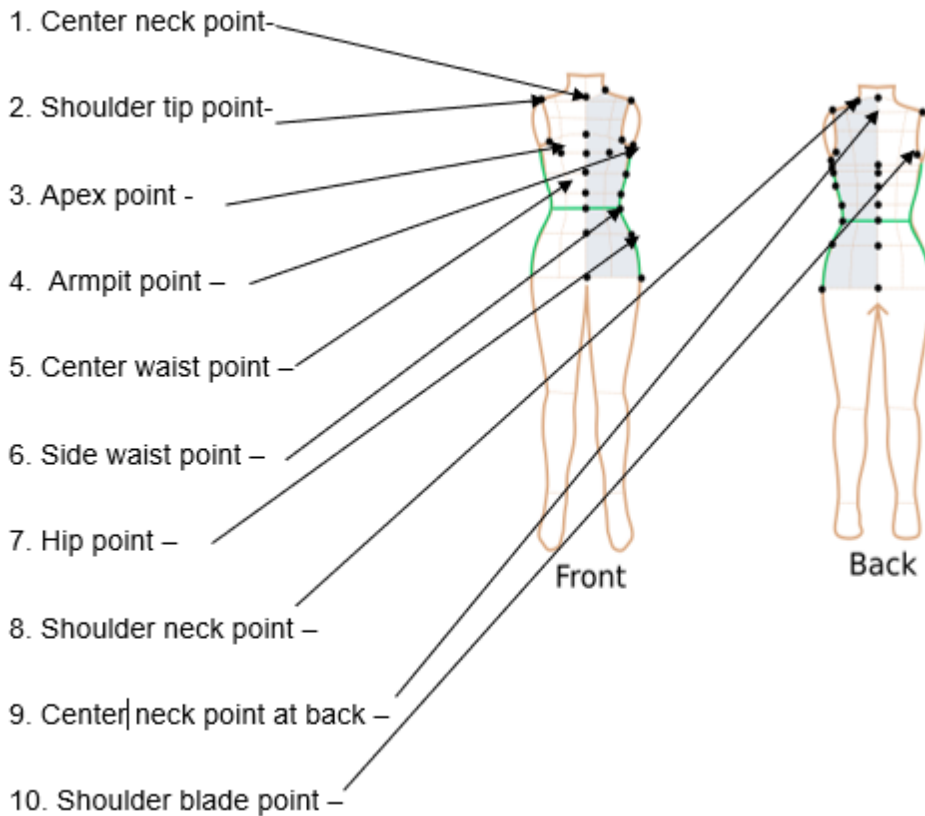 1. Center neck point-
2. Shoulder tip point-
3. Apex point -
4. Armpit point –
5. Center waist point –
6. Side waist point –
7. Hip point –
8. Shoulder neck point –
9. Center neck point at back –
10. Shoulder blade point –
Front
Back